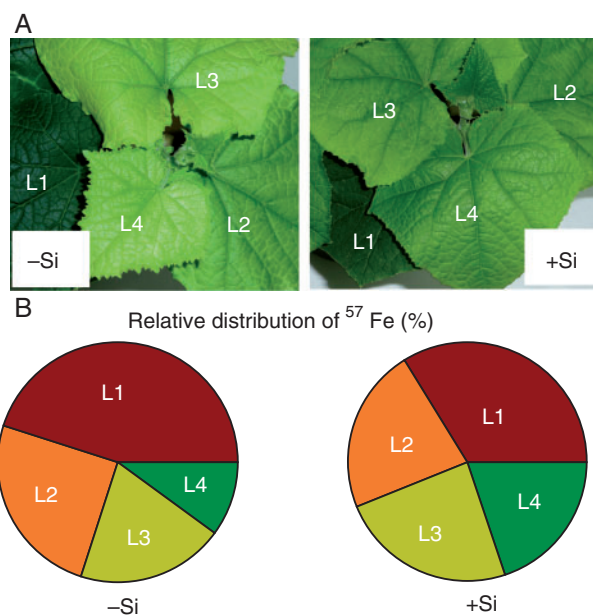 A
L3
L1
L4
L2
–Si
L3
L2
L4
L1
+Si
B
Relative distribution of 57 Fe (%)
L1
L2
L3
L4
–Si
L1
L2
L3
L4
+Si